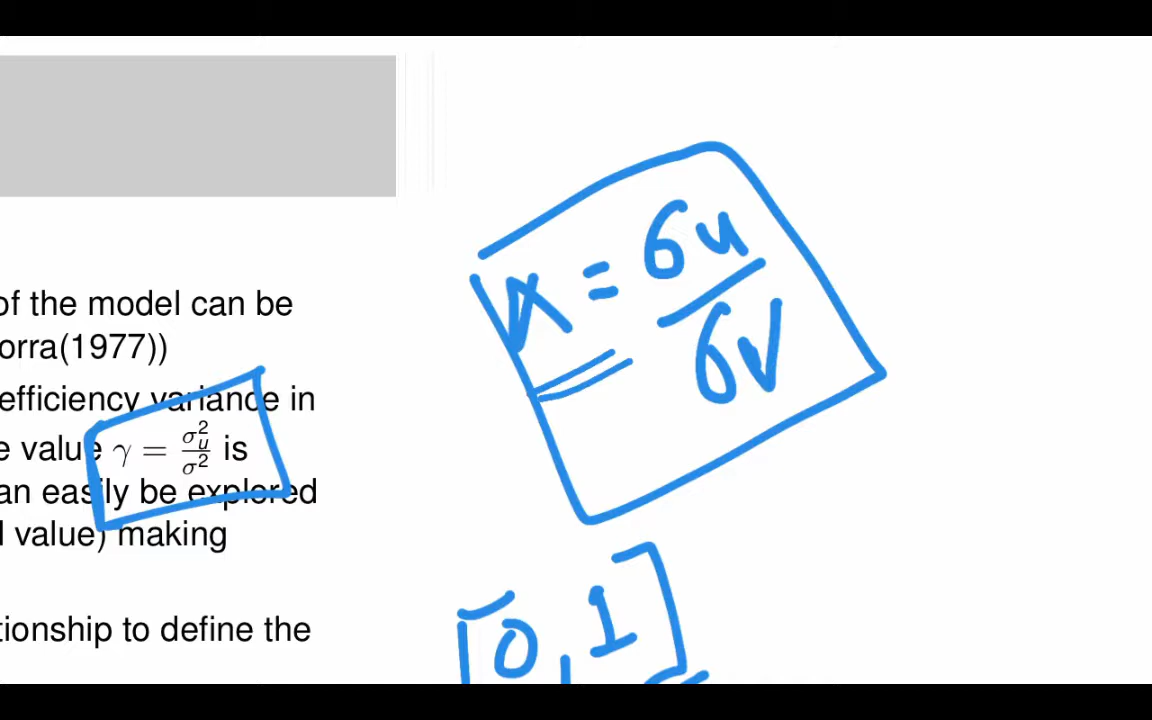 of the model can be
orra(1977))
efficiency variance in
e value γ = σ²ᵤ/σ² is
an easily be explored
l value) making
tionship to define the
λ = σu/σv
[0,1]